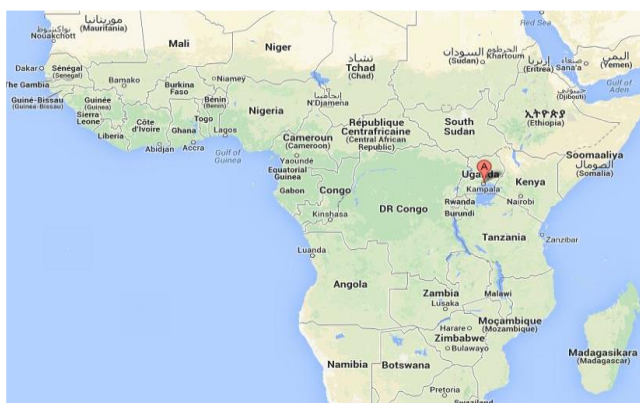 موريتانيا
(Mauritania)
Nouakchott
Mali
Niger
تشاد
Tchad
(Chad)
السودان
(Sudan)
الخرطوم
Khartoum
Red Sea
إرتريا
(Eritrea)
صنعاء
Sana'a
اليمن
(Yemen)
Gulf of
Aden
Dakar
Sénégal
(Senegal)
The Gambia
Bamako
Burkina
Faso
Niamey
إنجامينا
N'Djamena
جيبوتي
(Djibouti)
Guiné-Bissau
(Guinea-Bissau)
Guinée
(Guinea)
Sierra
Leone
Liberia
Côte
d'Ivoire
Ghana
Togo
Bénin
(Benin)
Nigeria
Abidjan
Accra
Lagos
Gulf of
Guinea
Cameroun
(Cameroon)
Yaounde
République
Centrafricaine
(Central African
Republic)
South
Sudan
ኢትዮጵያ
(Ethiopia)
Soomaaliya
الصومال
(Somalia)
Equatorial
Guinea
Gabon
Congo
Kinshasa
DR Congo
A
Uganda
Kampala
Kenya
Nairobi
Rwanda
Burundi
Tanzania
Zanzibar
Luanda
Angola
Zambia
Lusaka
Malawi
Moçambique
(Mozambique)
Harare
Zimbabwe
Bulawayo
Madagasikara
(Madagascar)
Namibia
Botswana
Pretoria
Swaziland